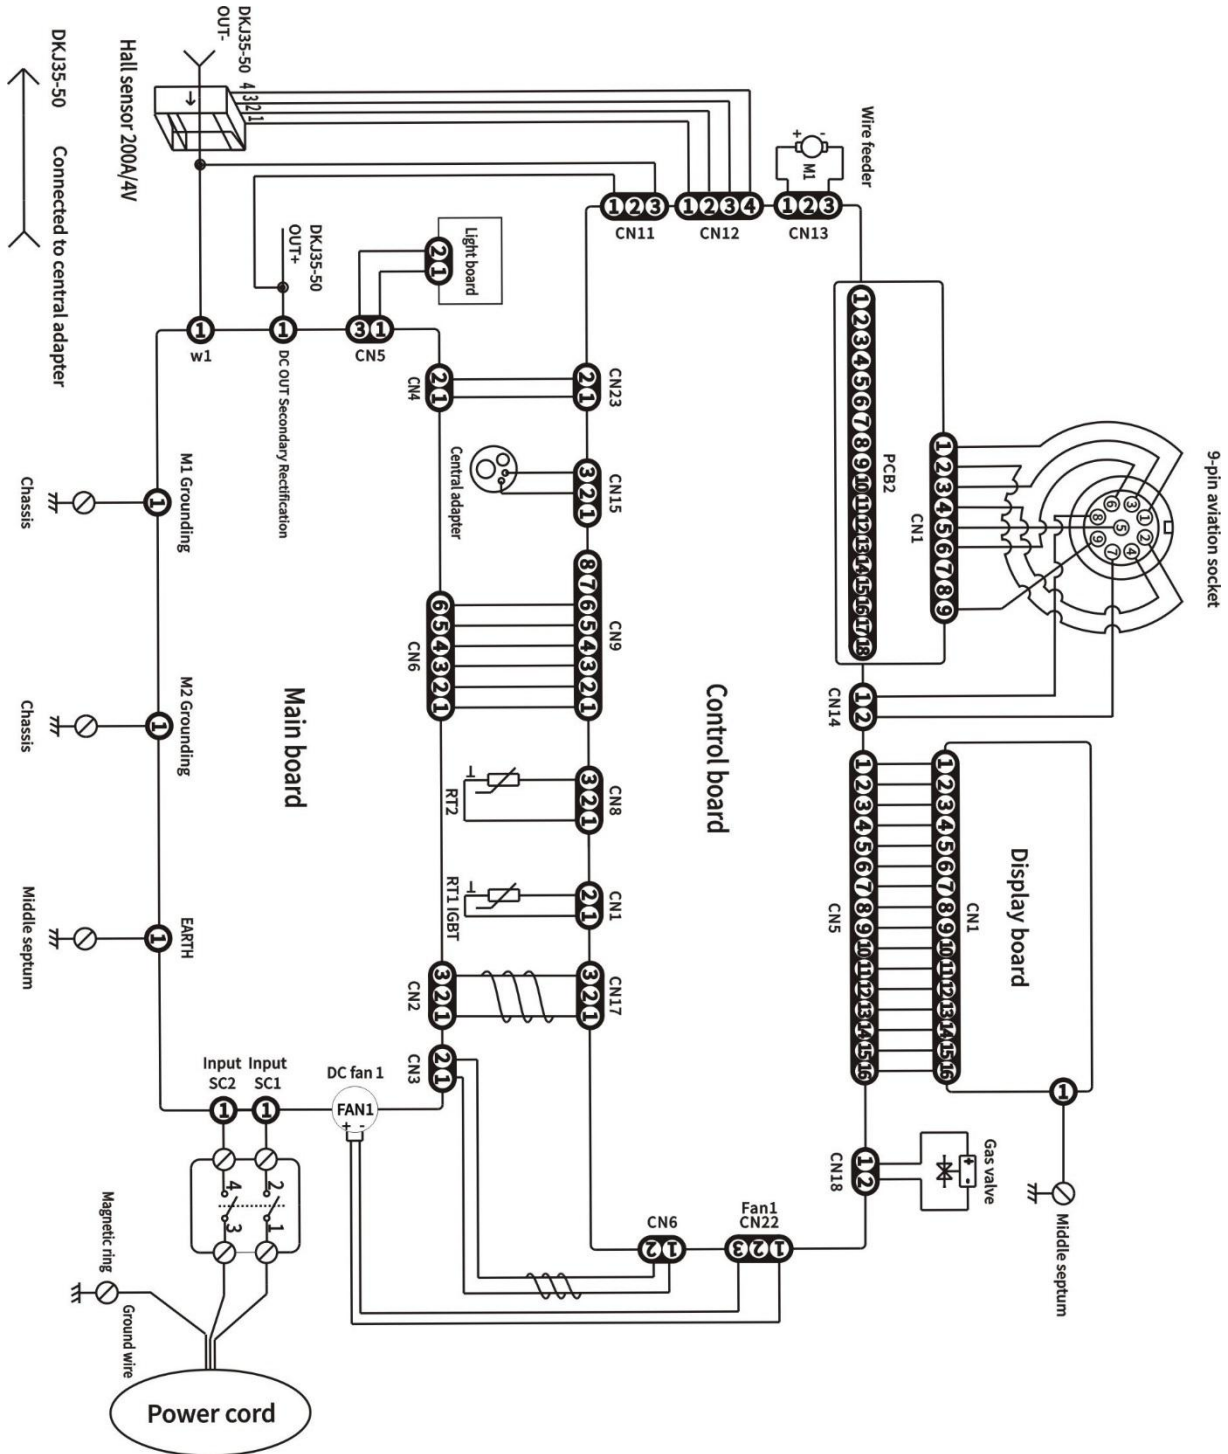 DKJ35-50
OUT-
4
3
2
1
Hall sensor 200A/4V
DKJ35-50 Connected to central adapter
Wire feeder
+ -
M1
1 2 3
CN11
1 2 3 4
CN12
1 2 3
CN13
DKJ35-50
OUT+
Light board
2 1
1
w1
1
DC OUT Secondary Rectification
3 1
CN5
2 1
CN4
2 1
CN23
Central adapter
3 2 1
CN15
6 5 4 3 2 1
CN6
8 7 6 5 4 3 2 1
CN9
RT2
3 2 1
CN8
RT1 IGBT
2 1
CN1
3 2 1
CN2
3 2 1
CN17
2 1
CN3
Main board
Control board
1 2 3 4 5 6 7 8 9 10 11 12 13 14 15 16 17 18
PCB2
1 2 3 4 5 6 7 8 9
CN1
9-pin aviation socket
1 2 3 4 5 6 7 8 9
1 2
CN14
1 2 3 4 5 6 7 8 9 10 11 12 13 14 15 16
CN5
1 2 3 4 5 6 7 8 9 10 11 12 13 14 15 16
CN1
Display board
1
Middle septum
1 2
CN18
+ -
Gas valve
Fan1
CN22
3 2 1
CN6
2 1
M1 Grounding
1
Chassis
M2 Grounding
1
Chassis
EARTH
1
Middle septum
Input
SC2
1
Input
SC1
1
DC fan 1
FAN1
+ -
4 2
3 1
Magnetic ring
Ground wire
Power cord